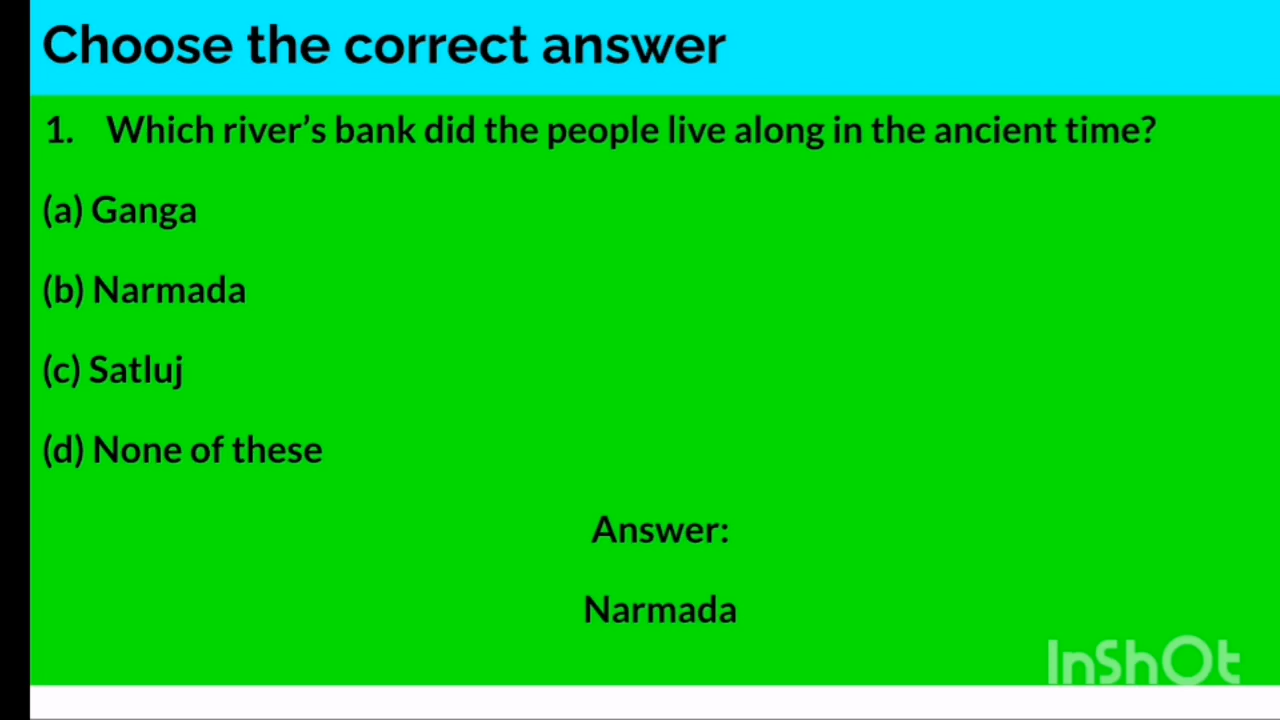 Choose the correct answer
1. Which river’s bank did the people live along in the ancient time?
(a) Ganga
(b) Narmada
(c) Satluj
(d) None of these
Answer:
Narmada
InShOt